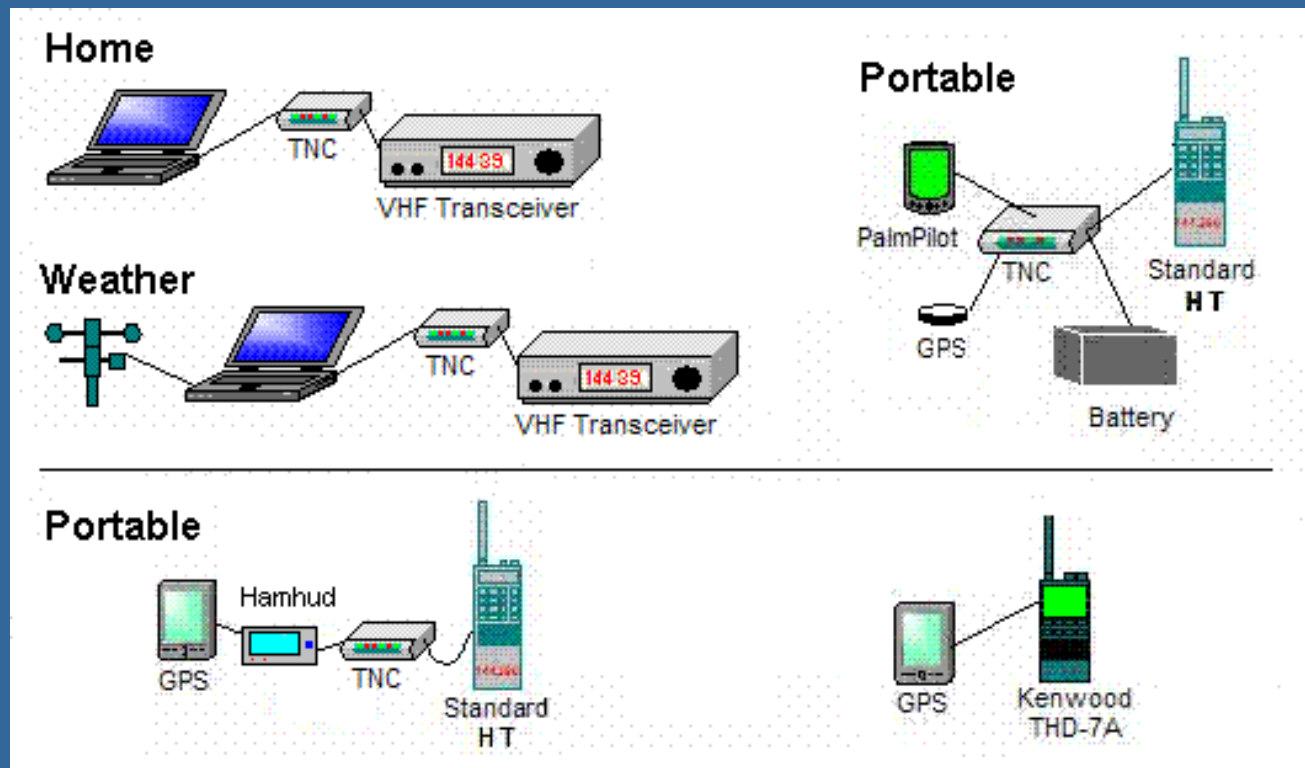 Home
TNC
144.39
VHF Transceiver
Weather
TNC
144.39
VHF Transceiver
Portable
PalmPilot
TNC
GPS
Standard
HT
Battery
Portable
GPS
Hamhud
TNC
Standard
HT
GPS
Kenwood
THD-7A